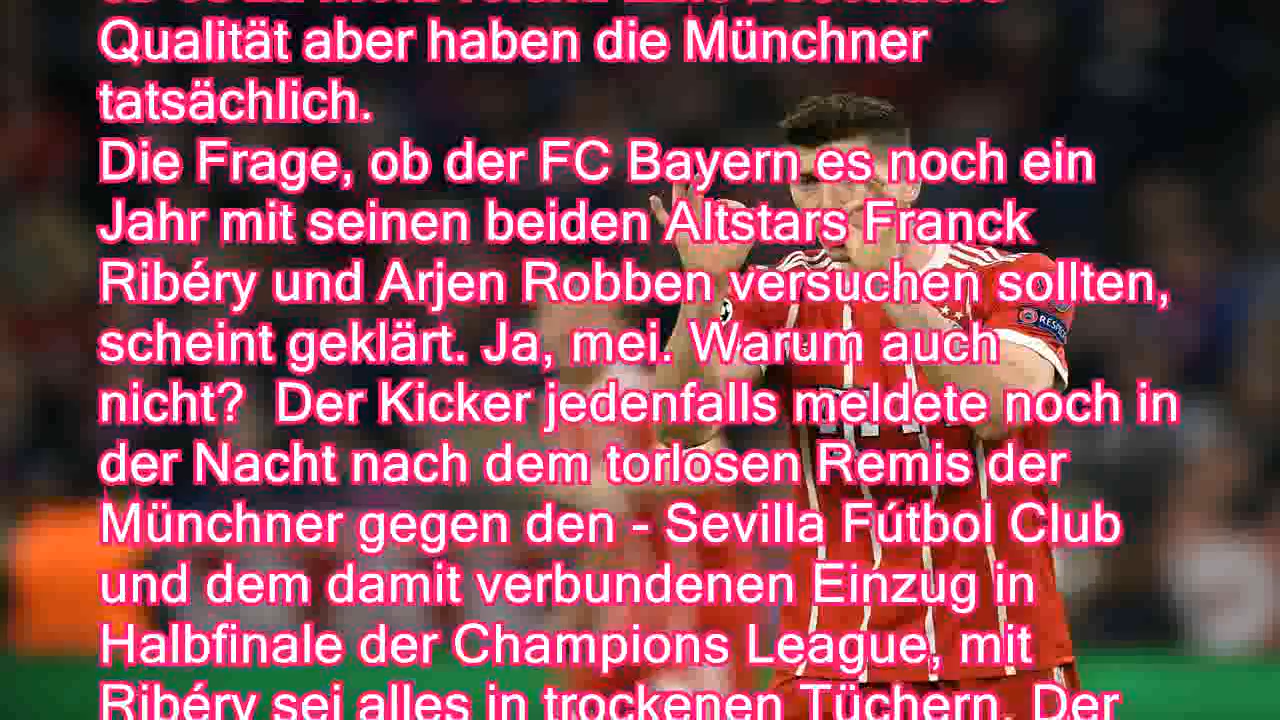 Qualität aber haben die Münchner
tatsächlich.
Die Frage, ob der FC Bayern es noch ein
Jahr mit seinen beiden Altstars Franck
Ribéry und Arjen Robben versuchen sollten,
scheint geklärt. Ja, mei. Warum auch
nicht?  Der Kicker jedenfalls meldete noch in
der Nacht nach dem torlosen Remis der
Münchner gegen den - Sevilla Fútbol Club
und dem damit verbundenen Einzug in
Halbfinale der Champions League, mit
Ribéry sei alles in trockenen Tüchern. Der
RESPECT